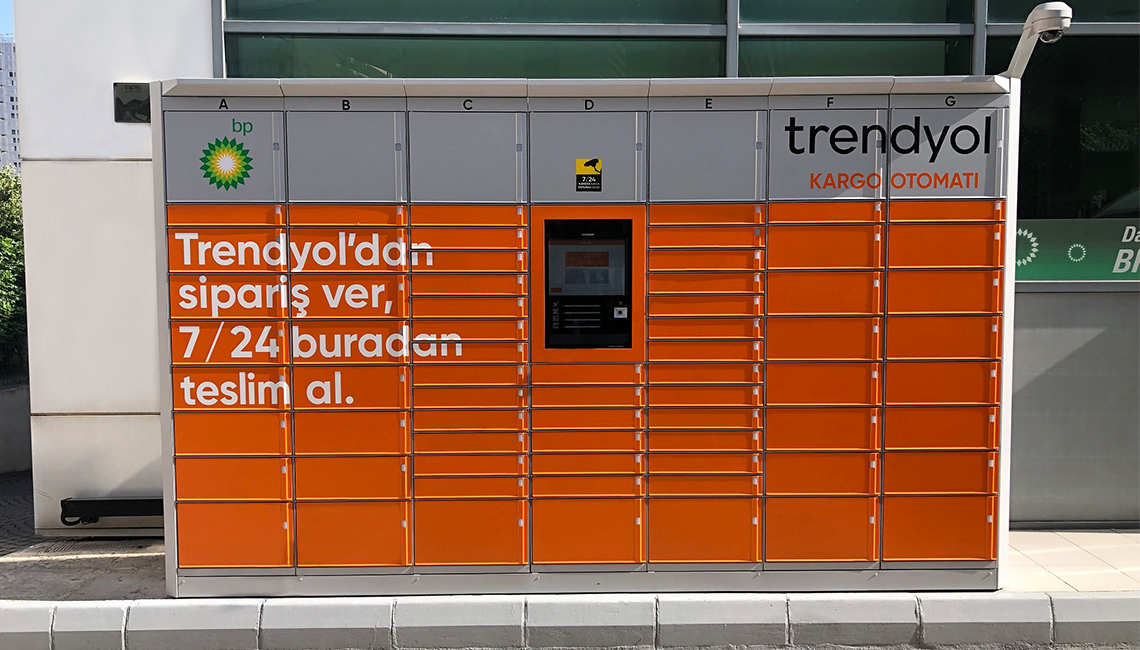 A B C D E F G
bp
trendyol
KARGO OTOMATI
7/24
Trendyol'dan
sipariş ver,
7/24 buradan
teslim al.